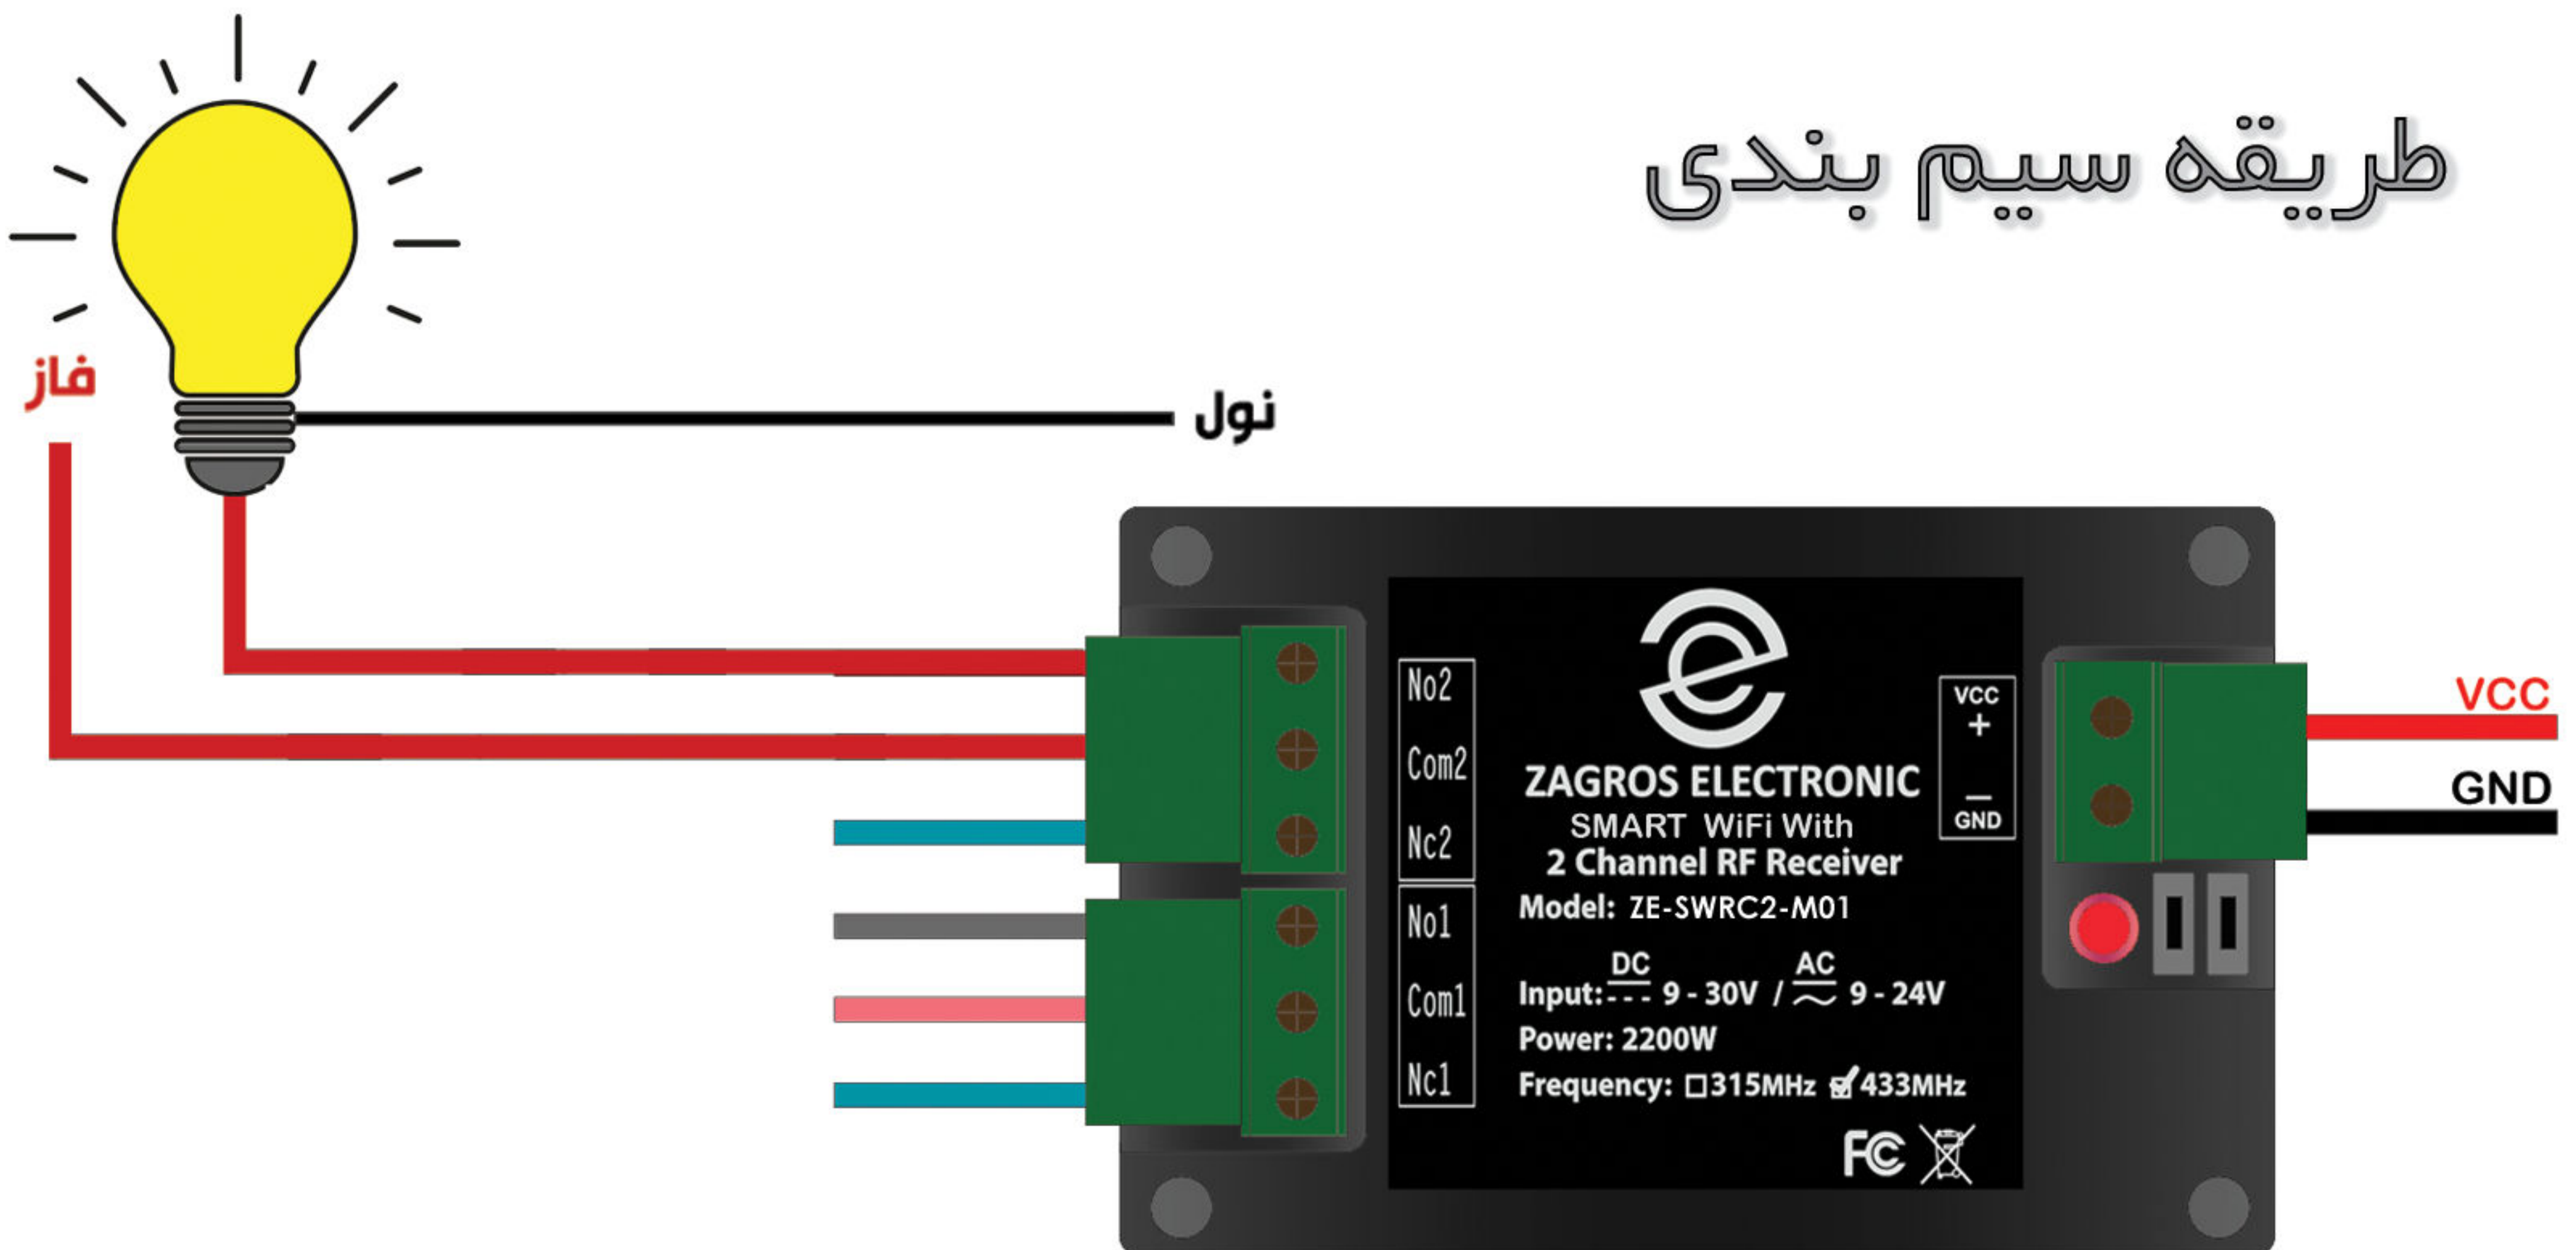 طریقه سیم بندی
فاز
نول
No2
Com2
Nc2
No1
Com1
Nc1
ZAGROS ELECTRONIC
SMART WiFi With
2 Channel RF Receiver
Model: ZE-SWRC2-M01
DC AC
Input: 9 - 30V / 9 - 24V
Power: 2200W
Frequency: ☐315MHz ☑433MHz
FC
VCC
+
−
GND
VCC
GND